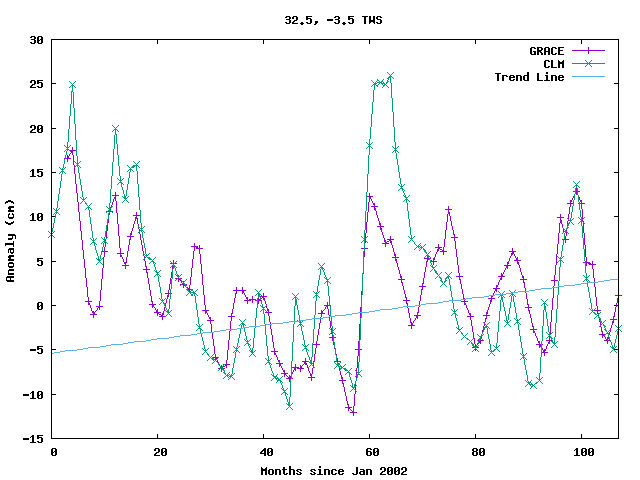 32.5, -3.5 TWS
GRACE
CLM
Trend Line
30
25
20
15
10
5
0
-5
-10
-15
Anomaly (cm)
0 20 40 60 80 100
Months since Jan 2002